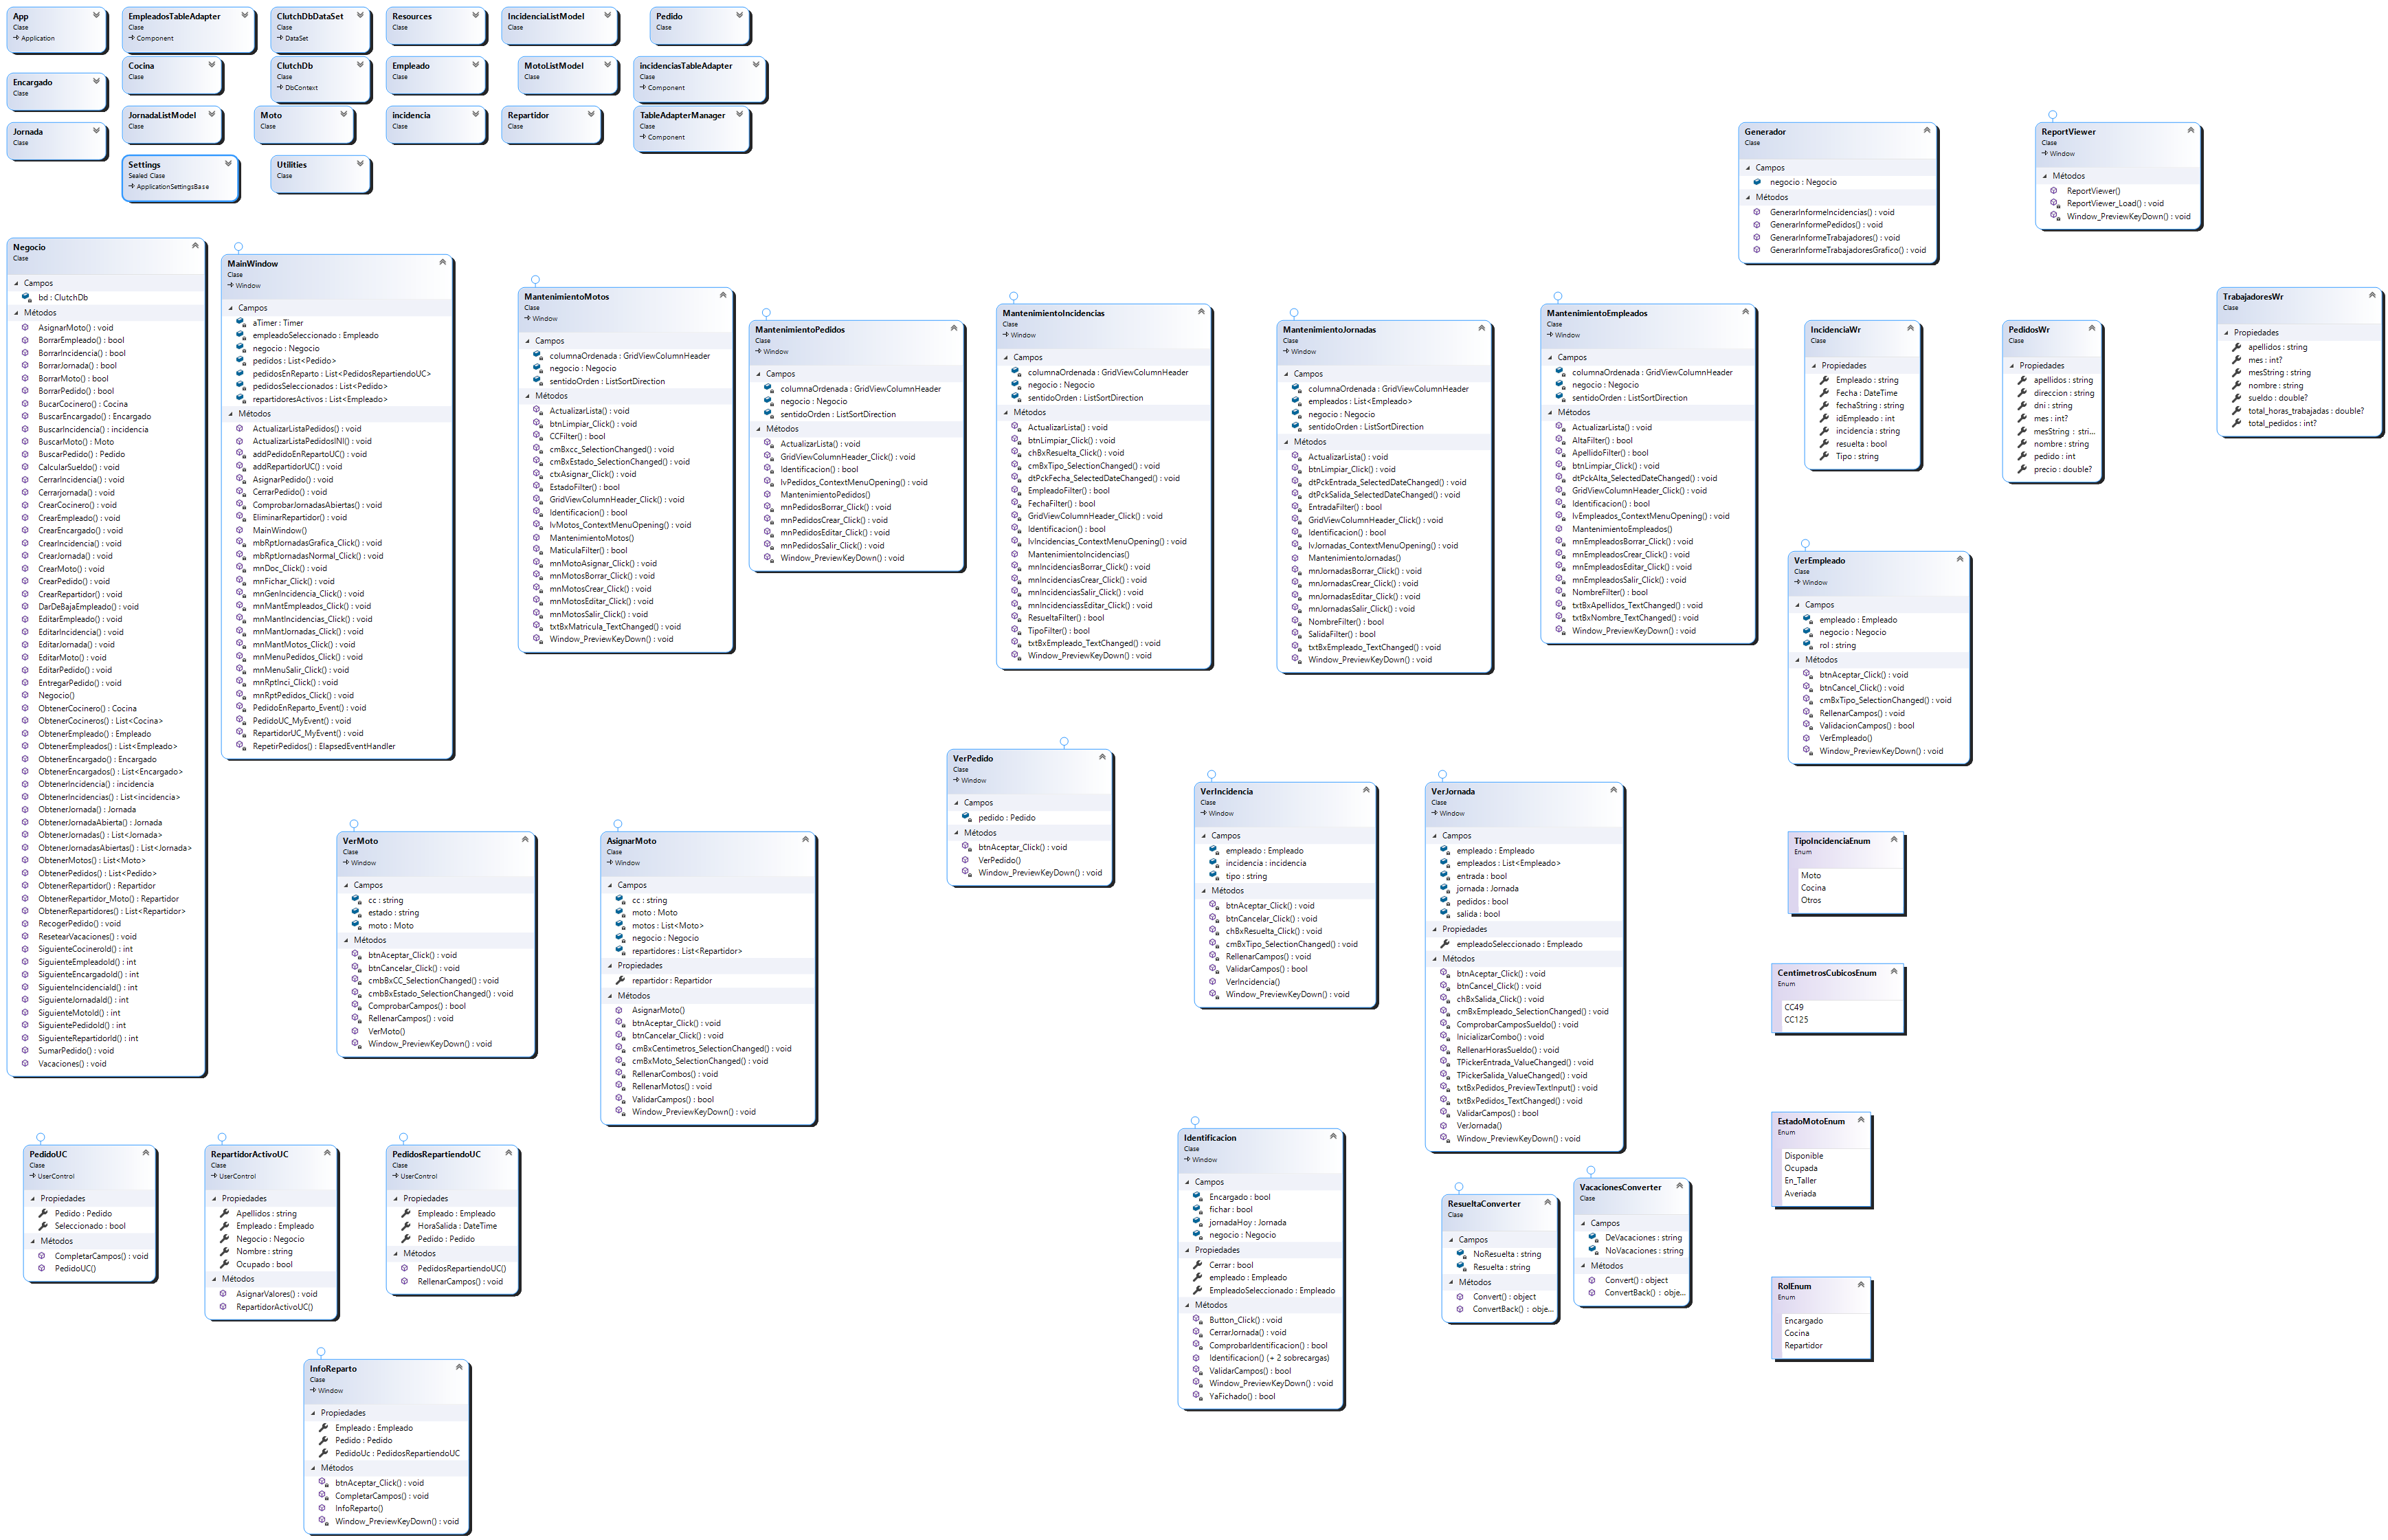 App
Clase
Application
EmpleadosTableAdapter
Clase
Component
ClutchDbDataSet
Clase
DataSet
Resources
Clase
IncidenciaListModel
Clase
Pedido
Clase
Encargado
Clase
Cocina
Clase
ClutchDb
Clase
DbContext
Empleado
Clase
MotoListModel
Clase
incidenciasTableAdapter
Clase
Component
Jornada
Clase
JornadaListModel
Clase
Moto
Clase
incidencia
Clase
Repartidor
Clase
TableAdapterManager
Clase
Component
Settings
Sealed Clase
ApplicationSettingsBase
Utilities
Clase
Generador
Clase
Campos
negocio : Negocio
Métodos
GenerarInformeIncidencias() : void
GenerarInformePedidos() : void
GenerarInformeTrabajadores() : void
GenerarInformeTrabajadoresGrafico() : void
ReportViewer
Clase
Window
Métodos
ReportViewer()
ReportViewer_Load() : void
Window_PreviewKeyDown() : void
Negocio
Clase
Campos
bd : ClutchDb
Métodos
AsignarMoto() : void
BorrarEmpleado() : bool
BorrarIncidencia() : bool
BorrarJornada() : bool
BorrarMoto() : bool
BorrarPedido() : bool
BucarCocinero() : Cocina
BuscarEncargado() : Encargado
BuscarIncidencia() : incidencia
BuscarMoto() : Moto
BuscarPedido() : Pedido
CalcularSueldo() : void
CerrarIncidencia() : void
Cerrarjornada() : void
CrearCocinero() : void
CrearEmpleado() : void
CrearEncargado() : void
CrearIncidencia() : void
CrearJornada() : void
CrearMoto() : void
CrearPedido() : void
CrearRepartidor() : void
DarDeBajaEmpleado() : void
EditarEmpleado() : void
EditarIncidencia() : void
EditarJornada() : void
EditarMoto() : void
EditarPedido() : void
EntregarPedido() : void
Negocio()
ObtenerCocinero() : Cocina
ObtenerCocineros() : List<Cocina>
ObtenerEmpleado() : Empleado
ObtenerEmpleados() : List<Empleado>
ObtenerEncargado() : Encargado
ObtenerEncargados() : List<Encargado>
ObtenerIncidencia() : incidencia
ObtenerIncidencias() : List<incidencia>
ObtenerJornada() : Jornada
ObtenerJornadaAbierta() : Jornada
ObtenerJornadas() : List<Jornada>
ObtenerJornadasAbiertas() : List<Jornada>
ObtenerMotos() : List<Moto>
ObtenerPedidos() : List<Pedido>
ObtenerRepartidor() : Repartidor
ObtenerRepartidor_Moto() : Repartidor
ObtenerRepartidores() : List<Repartidor>
RecogerPedido() : void
ResetearVacaciones() : void
SiguienteCocineroId() : int
SiguienteEmpleadoId() : int
SiguienteEncargadoId() : int
SiguienteIncidenciaId() : int
SiguienteJornadaId() : int
SiguienteMotoId() : int
SiguientePedidoId() : int
SiguienteRepartidorId() : int
SumarPedido() : void
Vacaciones() : void
MainWindow
Clase
Window
Campos
aTimer : Timer
empleadoSeleccionado : Empleado
negocio : Negocio
pedidos : List<Pedido>
pedidosEnReparto : List<PedidosRepartiendoUC>
pedidosSeleccionados : List<Pedido>
repartidoresActivos : List<Empleado>
Métodos
ActualizarListaPedidos() : void
ActualizarListaPedidosINI() : void
addPedidoEnRepartoUC() : void
addRepartidorUC() : void
AsignarPedido() : void
CerrarPedido() : void
ComprobarJornadasAbiertas() : void
EliminarRepartidor() : void
MainWindow()
mbRptJornadasGrafica_Click() : void
mbRptJornadasNormal_Click() : void
mnDoc_Click() : void
mnFichar_Click() : void
mnGenIncidencia_Click() : void
mnMantEmpleados_Click() : void
mnMantIncidencias_Click() : void
mnMantJornadas_Click() : void
mnMantMotos_Click() : void
mnMenuPedidos_Click() : void
mnMenuSalir_Click() : void
mnRptInci_Click() : void
mnRptPedidos_Click() : void
PedidoEnReparto_Event() : void
PedidoUC_MyEvent() : void
RepartidorUC_MyEvent() : void
RepetirPedidos() : ElapsedEventHandler
MantenimientoMotos
Clase
Window
Campos
columnaOrdenada : GridViewColumnHeader
negocio : Negocio
sentidoOrden : ListSortDirection
Métodos
ActualizarLista() : void
btnLimpiar_Click() : void
CCFilter() : bool
cmBxcc_SelectionChanged() : void
cmBxEstado_SelectionChanged() : void
ctxAsignar_Click() : void
EstadoFilter() : bool
GridViewColumnHeader_Click() : void
Identificacion() : bool
lvMotos_ContextMenuOpening() : void
MantenimientoMotos()
MaticulaFilter() : bool
mnMotoAsignar_Click() : void
mnMotosBorrar_Click() : void
mnMotosCrear_Click() : void
mnMotosEditar_Click() : void
mnMotosSalir_Click() : void
txtBxMatricula_TextChanged() : void
Window_PreviewKeyDown() : void
MantenimientoPedidos
Clase
Window
Campos
columnaOrdenada : GridViewColumnHeader
negocio : Negocio
sentidoOrden : ListSortDirection
Métodos
ActualizarLista() : void
GridViewColumnHeader_Click() : void
Identificacion() : bool
lvPedidos_ContextMenuOpening() : void
MantenimientoPedidos()
mnPedidosBorrar_Click() : void
mnPedidosCrear_Click() : void
mnPedidosEditar_Click() : void
mnPedidosSalir_Click() : void
Window_PreviewKeyDown() : void
MantenimientoIncidencias
Clase
Window
Campos
columnaOrdenada : GridViewColumnHeader
negocio : Negocio
sentidoOrden : ListSortDirection
Métodos
ActualizarLista() : void
btnLimpiar_Click() : void
chBxResuelta_Click() : void
cmBxTipo_SelectionChanged() : void
dtPckFecha_SelectedDateChanged() : void
EmpleadoFilter() : bool
FechaFilter() : bool
GridViewColumnHeader_Click() : void
Identificacion() : bool
lvIncidencias_ContextMenuOpening() : void
MantenimientoIncidencias()
mnIncidenciasBorrar_Click() : void
mnIncidenciasCrear_Click() : void
mnIncidenciasSalir_Click() : void
mnIncidenciassEditar_Click() : void
ResueltaFilter() : bool
TipoFilter() : bool
txtBxEmpleado_TextChanged() : void
Window_PreviewKeyDown() : void
MantenimientoJornadas
Clase
Window
Campos
columnaOrdenada : GridViewColumnHeader
empleados : List<Empleado>
negocio : Negocio
sentidoOrden : ListSortDirection
Métodos
ActualizarLista() : void
btnLimpiar_Click() : void
dtPckEntrada_SelectedDateChanged() : void
dtPckSalida_SelectedDateChanged() : void
EntradaFilter() : bool
GridViewColumnHeader_Click() : void
Identificacion() : bool
lvJornadas_ContextMenuOpening() : void
MantenimientoJornadas()
mnJornadasBorrar_Click() : void
mnJornadasCrear_Click() : void
mnJornadasEditar_Click() : void
mnJornadasSalir_Click() : void
NombreFilter() : bool
SalidaFilter() : bool
txtBxEmpleado_TextChanged() : void
Window_PreviewKeyDown() : void
MantenimientoEmpleados
Clase
Window
Campos
columnaOrdenada : GridViewColumnHeader
negocio : Negocio
sentidoOrden : ListSortDirection
Métodos
ActualizarLista() : void
AltaFilter() : bool
ApellidoFilter() : bool
btnLimpiar_Click() : void
dtPckAlta_SelectedDateChanged() : void
GridViewColumnHeader_Click() : void
Identificacion() : bool
lvEmpleados_ContextMenuOpening() : void
MantenimientoEmpleados()
mnEmpleadosBorrar_Click() : void
mnEmpleadosCrear_Click() : void
mnEmpleadosEditar_Click() : void
mnEmpleadosSalir_Click() : void
NombreFilter() : bool
txtBxApellidos_TextChanged() : void
txtBxNombre_TextChanged() : void
Window_PreviewKeyDown() : void
IncidenciaWr
Clase
Propiedades
Empleado : string
Fecha : DateTime
fechaString : string
idEmpleado : int
incidencia : string
resuelta : bool
Tipo : string
PedidosWr
Clase
Propiedades
apellidos : string
direccion : string
dni : string
mes : int?
mesString : stri...
nombre : string
pedido : int
precio : double?
TrabajadoresWr
Clase
Propiedades
apellidos : string
mes : int?
mesString : string
nombre : string
sueldo : double?
total_horas_trabajadas : double?
total_pedidos : int?
VerEmpleado
Clase
Window
Campos
empleado : Empleado
negocio : Negocio
rol : string
Métodos
btnAceptar_Click() : void
btnCancel_Click() : void
cmBxTipo_SelectionChanged() : void
RellenarCampos() : void
ValidacionCampos() : bool
VerEmpleado()
Window_PreviewKeyDown() : void
VerMoto
Clase
Window
Campos
cc : string
estado : string
moto : Moto
Métodos
btnAceptar_Click() : void
btnCancelar_Click() : void
cmbBxCC_SelectionChanged() : void
cmbBxEstado_SelectionChanged() : void
ComprobarCampos() : bool
RellenarCampos() : void
VerMoto()
Window_PreviewKeyDown() : void
AsignarMoto
Clase
Window
Campos
cc : string
moto : Moto
motos : List<Moto>
negocio : Negocio
repartidores : List<Repartidor>
Propiedades
repartidor : Repartidor
Métodos
AsignarMoto()
btnAceptar_Click() : void
btnCancelar_Click() : void
cmBxCentimetros_SelectionChanged() : void
cmBxMoto_SelectionChanged() : void
RellenarCombos() : void
RellenarMotos() : void
ValidarCampos() : bool
Window_PreviewKeyDown() : void
VerPedido
Clase
Window
Campos
pedido : Pedido
Métodos
btnAceptar_Click() : void
VerPedido()
Window_PreviewKeyDown() : void
VerIncidencia
Clase
Window
Campos
empleado : Empleado
incidencia : incidencia
tipo : string
Métodos
btnAceptar_Click() : void
btnCancelar_Click() : void
chBxResuelta_Click() : void
cmBxTipo_SelectionChanged() : void
RellenarCampos() : void
ValidarCampos() : bool
VerIncidencia()
Window_PreviewKeyDown() : void
VerJornada
Clase
Window
Campos
empleado : Empleado
empleados : List<Empleado>
entrada : bool
jornada : Jornada
pedidos : bool
salida : bool
Propiedades
empleadoSeleccionado : Empleado
Métodos
btnAceptar_Click() : void
btnCancel_Click() : void
chBxSalida_Click() : void
cmBxEmpleado_SelectionChanged() : void
ComprobarCamposSueldo() : void
InicializarCombo() : void
RellenarHorasSueldo() : void
TPickerEntrada_ValueChanged() : void
TPickerSalida_ValueChanged() : void
txtBxPedidos_PreviewTextInput() : void
txtBxPedidos_TextChanged() : void
ValidarCampos() : bool
VerJornada()
Window_PreviewKeyDown() : void
TipoIncidenciaEnum
Enum
Moto
Cocina
Otros
CentimetrosCubicosEnum
Enum
CC49
CC125
EstadoMotoEnum
Enum
Disponible
Ocupada
En_Taller
Averiada
RolEnum
Enum
Encargado
Cocina
Repartidor
PedidoUC
Clase
UserControl
Propiedades
Pedido : Pedido
Seleccionado : bool
Métodos
CompletarCampos() : void
PedidoUC()
RepartidorActivoUC
Clase
UserControl
Propiedades
Apellidos : string
Empleado : Empleado
Negocio : Negocio
Nombre : string
Ocupado : bool
Métodos
AsignarValores() : void
RepartidorActivoUC()
PedidosRepartiendoUC
Clase
UserControl
Propiedades
Empleado : Empleado
HoraSalida : DateTime
Pedido : Pedido
Métodos
PedidosRepartiendoUC()
RellenarCampos() : void
Identificacion
Clase
Window
Campos
Encargado : bool
fichar : bool
jornadaHoy : Jornada
negocio : Negocio
Propiedades
Cerrar : bool
empleado : Empleado
EmpleadoSeleccionado : Empleado
Métodos
Button_Click() : void
CerrarJornada() : void
ComprobarIdentificacion() : bool
Identificacion() (+ 2 sobrecargas)
ValidarCampos() : bool
Window_PreviewKeyDown() : void
YaFichado() : bool
ResueltaConverter
Clase
Campos
NoResuelta : string
Resuelta : string
Métodos
Convert() : object
ConvertBack() : obje...
VacacionesConverter
Clase
Campos
DeVacaciones : string
NoVacaciones : string
Métodos
Convert() : object
ConvertBack() : obje...
InfoReparto
Clase
Window
Propiedades
Empleado : Empleado
Pedido : Pedido
PedidoUc : PedidosRepartiendoUC
Métodos
btnAceptar_Click() : void
CompletarCampos() : void
InfoReparto()
Window_PreviewKeyDown() : void